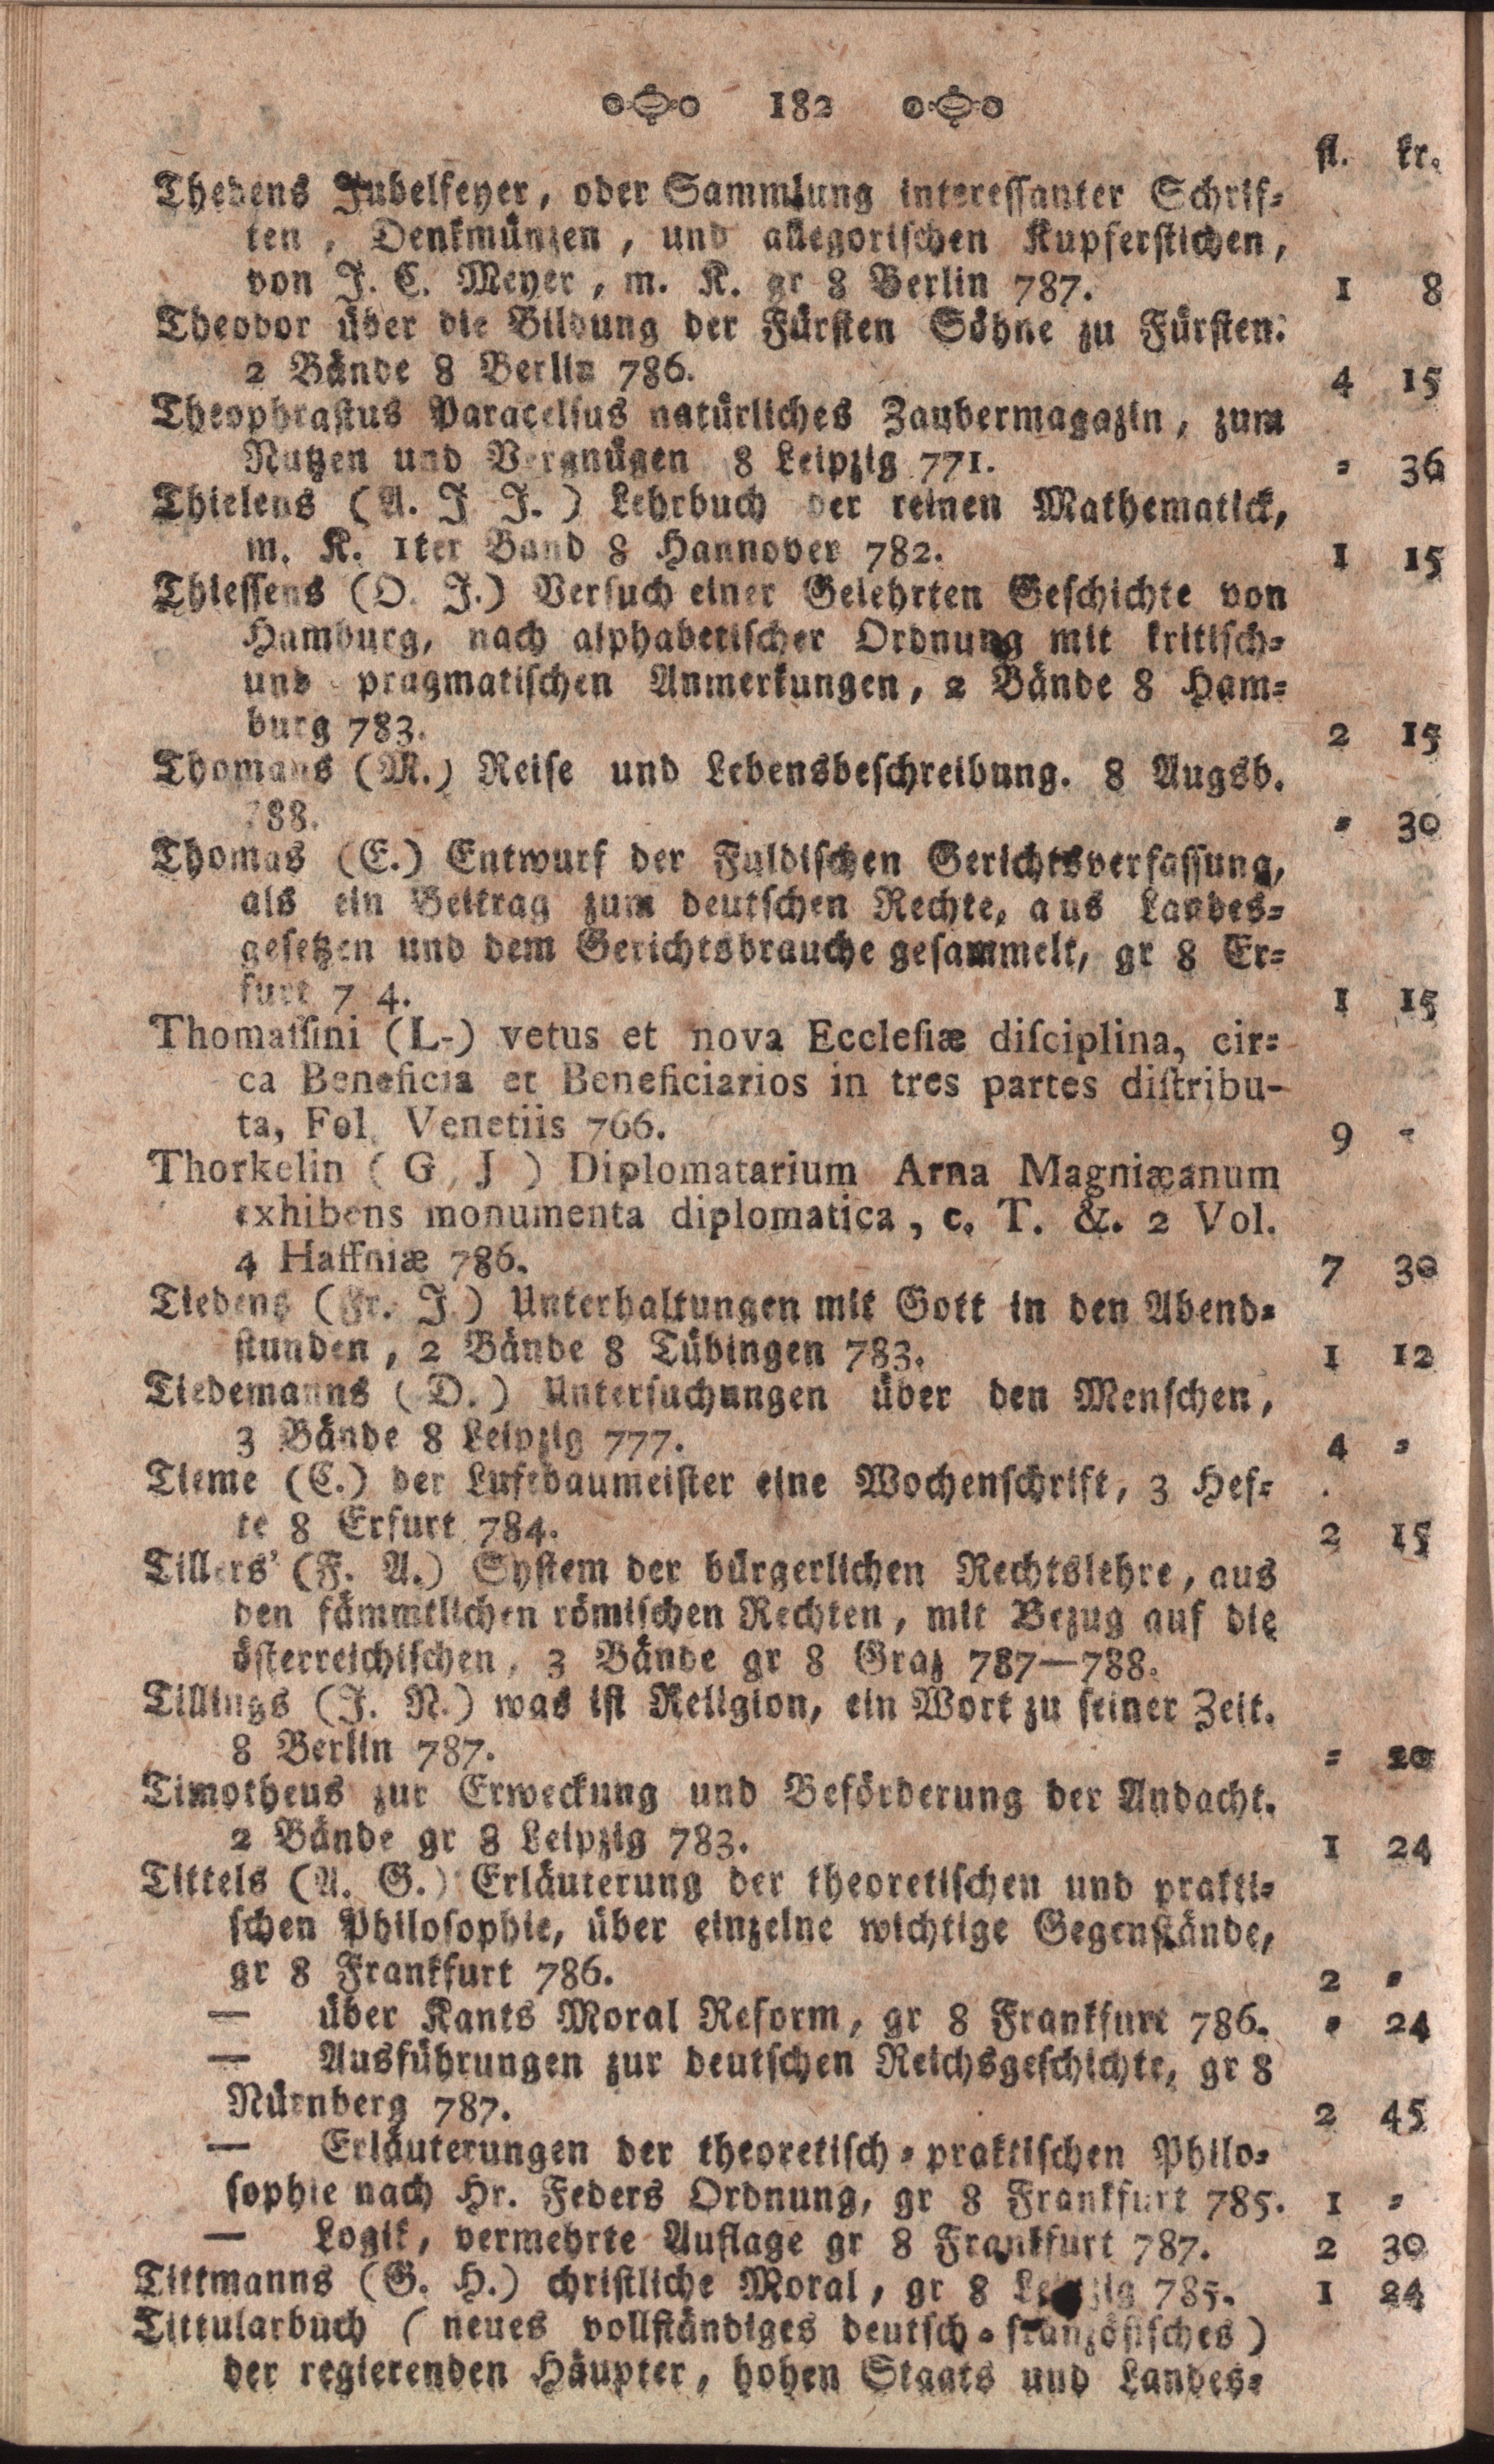 182
fl. kr.
Thedens Jubelfeyer, oder Sammlung interessanter Schrif=
ten, Denkmünzen, und allegorischen Kupferstichen,
von J. C. Meyer, m. K. gr 8 Berlin 787. 1 8
Theodor über die Bildung der Fürsten Söhne zu Fürsten.
2 Bände 8 Berlin 786. 4 15
Theophrastus Paracelsus natürliches Zaubermagazin, zum
Nutzen und Vergnügen 8 Leipzig 771. = 36
Thielens (A. J J.) Lehrbuch der reinen Mathematick,
m. K. 1ter Band 8 Hannover 782. 1 15
Thiessens (O. J.) Versuch einer Gelehrten Geschichte von
Hamburg, nach alphabetischer Ordnung mit kritisch=
und pragmatischen Anmerkungen, 2 Bände 8 Ham=
burg 783. 2 15
Thomans (M.) Reise und Lebensbeschreibung. 8 Augsb.
788. = 30
Thomas (E.) Entwurf der Fuldischen Gerichtsverfassung,
als ein Beitrag zum deutschen Rechte, aus Landes=
gesetzen und dem Gerichtsbrauche gesammelt, gr 8 Er=
furt 7 4. 1 15
Thomaſſini (L-) vetus et nova Eccleſiæ diſciplina, cir=
ca Beneficia et Beneficiarios in tres partes diſtribu-
ta, Fol. Venetiis 766. 9 -
Thorkelin (G, J) Diplomatarium Arna Magniæanum
exhibens monumenta diplomatica, c. T. &. 2 Vol.
4 Haffniæ 786. 7 30
Tiedens (Fr. J.) Unterhaltungen mit Gott in den Abend=
stunden, 2 Bände 8 Tübingen 783. 1 12
Tiedemanns (D.) Untersuchungen über den Menschen,
3 Bände 8 Leipzig 777. 4 =
Tieme (C.) der Luftbaumeister eine Wochenschrift, 3 Hef=
te 8 Erfurt 784. 2 15
Tillers' (F. A.) System der bürgerlichen Rechtslehre, aus
den sämmtlichen römischen Rechten, mit Bezug auf die
österreichischen, 3 Bände gr 8 Graz 787—788.
Tillings (J. N.) was ist Religion, ein Wort zu seiner Zeit.
8 Berlin 787. = 20
Timotheus zur Erweckung und Beförderung der Andacht.
2 Bände gr 8 Leipzig 783. 1 24
Tittels (A. G.) Erläuterung der theoretischen und prakti=
schen Philosophie, über einzelne wichtige Gegenstände,
gr 8 Frankfurt 786. 2 =
— über Kants Moral Reform, gr 8 Frankfurt 786. = 24
— Ausführungen zur deutschen Reichsgeschichte, gr 8
Nürnberg 787. 2 45
— Erläuterungen der theoretisch = praktischen Philo=
sophie nach Hr. Feders Ordnung, gr 8 Frankfurt 785. 1 =
— Logik, vermehrte Auflage gr 8 Frankfurt 787. 2 30
Tittmanns (G. H.) christliche Moral, gr 8 Leipzig 785. 1 24
Tittularbuch (neues vollständiges deutsch = französisches)
der regierenden Häupter, hohen Staats und Landes=